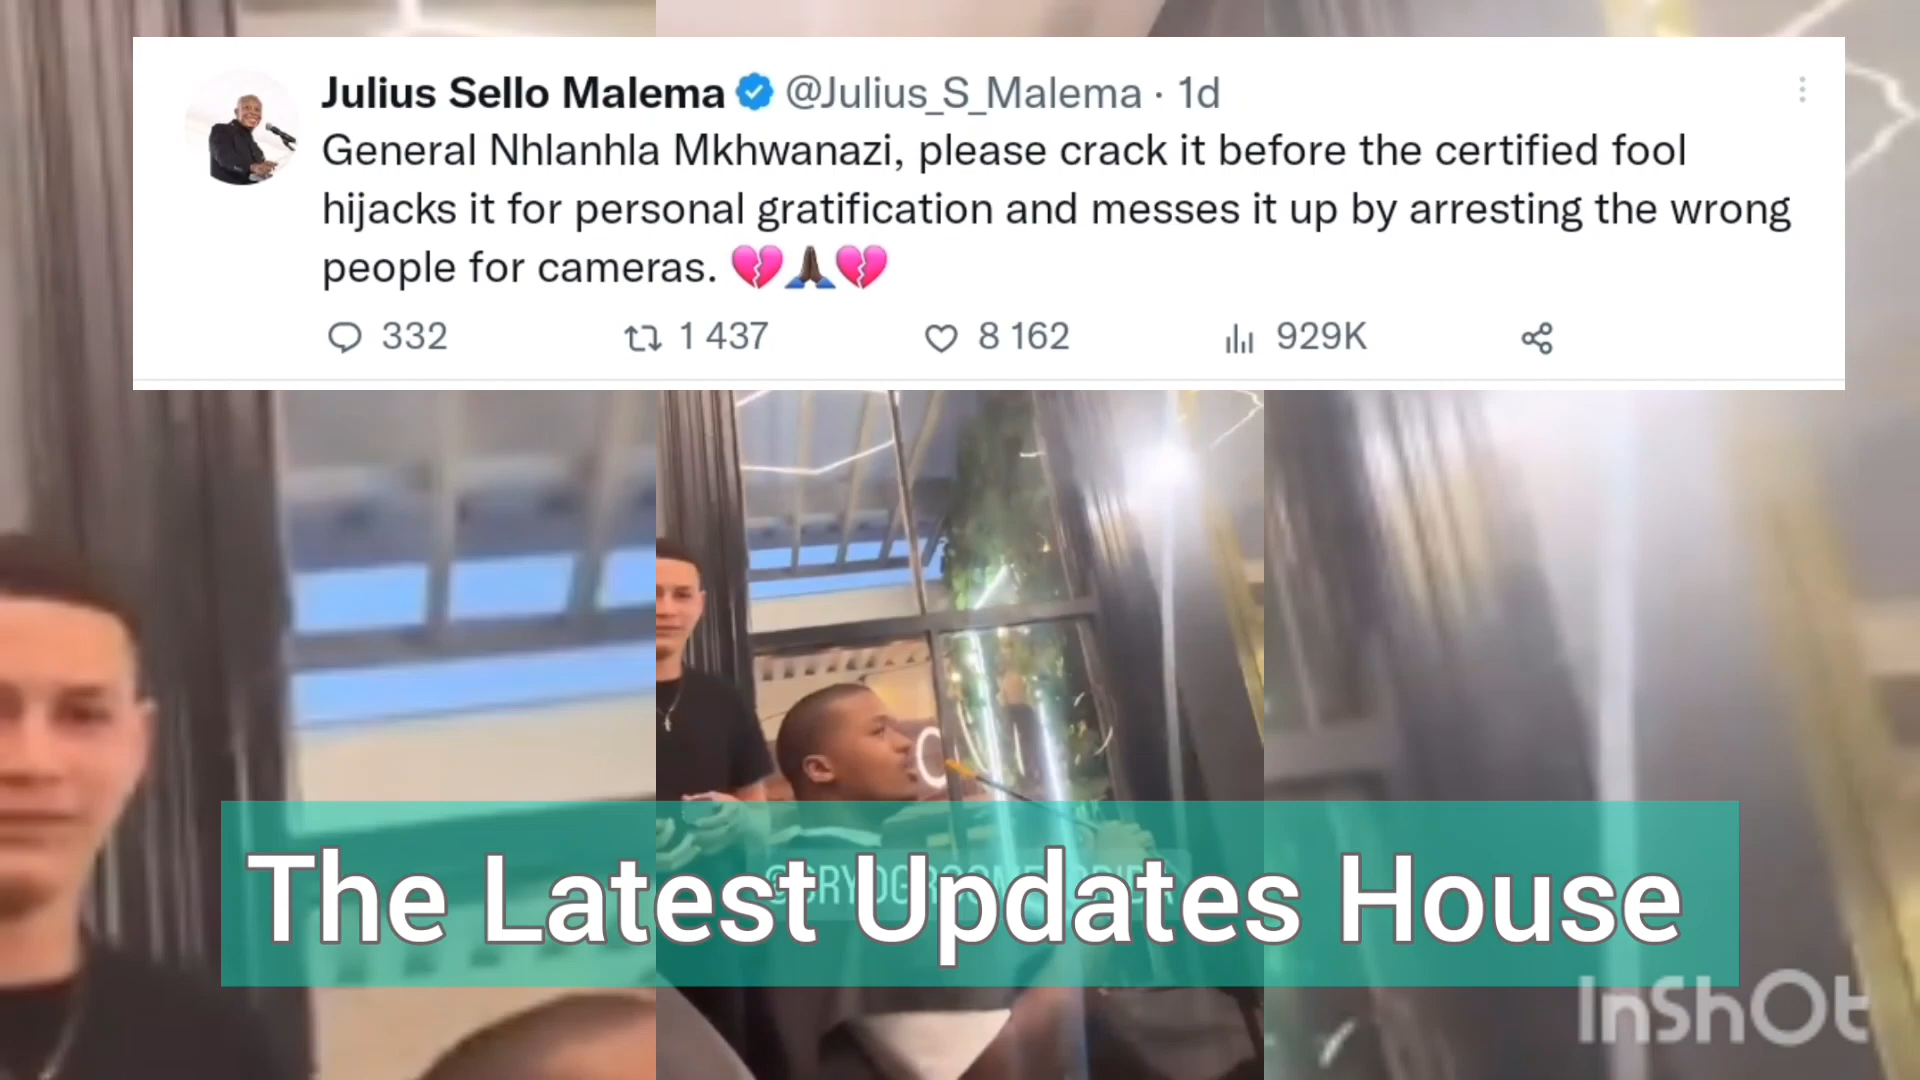 Julius Sello Malema @Julius_S_Malema · 1d
General Nhlanhla Mkhwanazi, please crack it before the certified fool
hijacks it for personal gratification and messes it up by arresting the wrong
people for cameras. 💔🙏🏿💔
332 1 437 8 162 929K
The Latest Updates House
InShOt